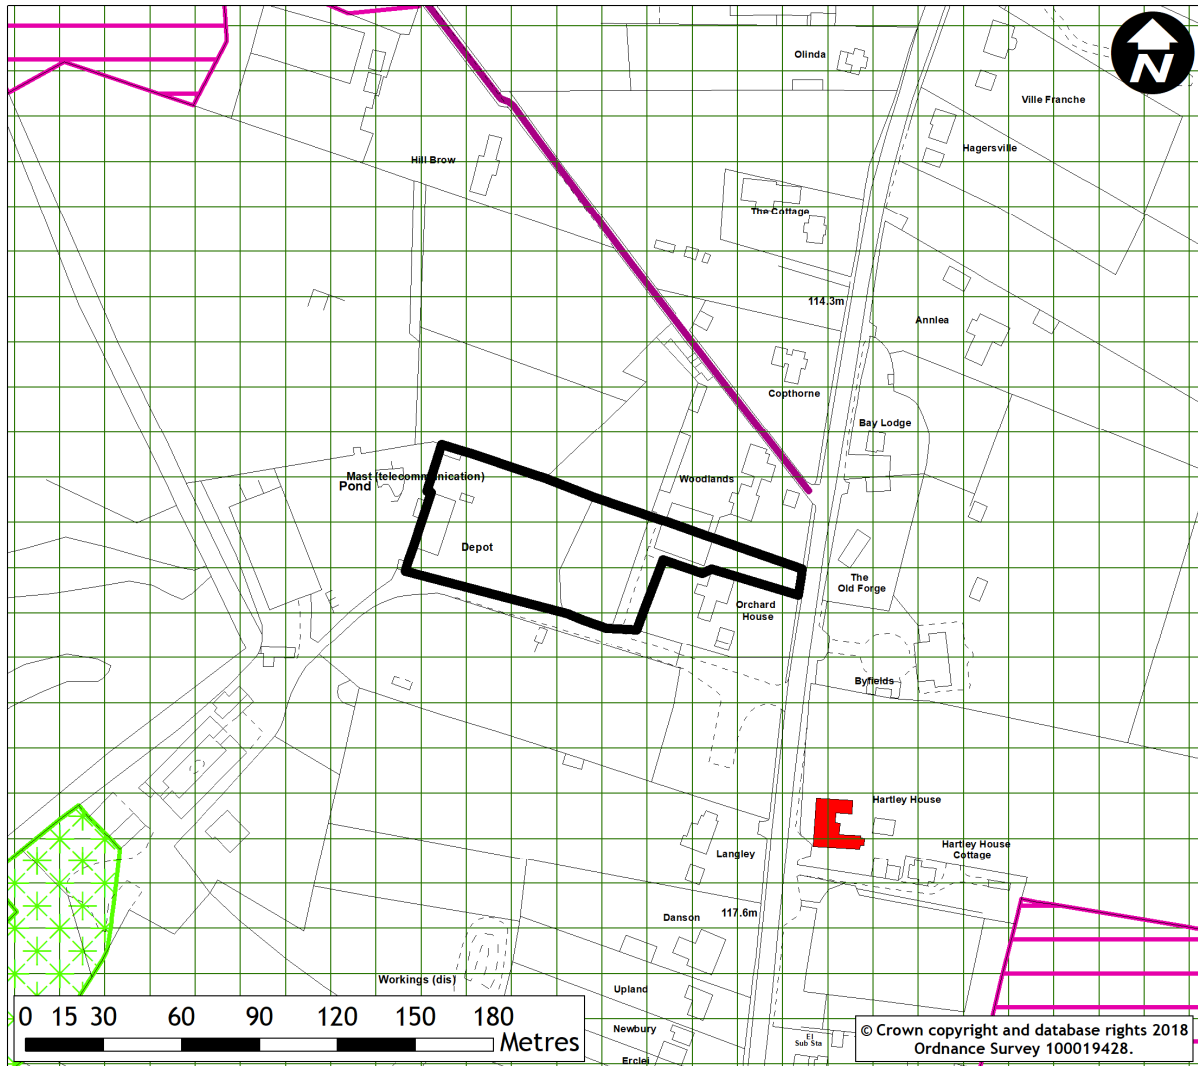 N
Olinda
Ville Franche
Hagersville
Hill Brow
The Cottage
114.3m
Annlea
Copthorne
Bay Lodge
Mast (telecommunication)
Pond
Woodlands
Depot
The
Old Forge
Orchard
House
Byfields
Hartley House
Hartley House
Cottage
Langley
Danson
117.6m
Workings (dis)
Upland
Newbury
El
Sub Sta
0 15 30 60 90 120 150 180
Metres
© Crown copyright and database rights 2018
Ordnance Survey 100019428.